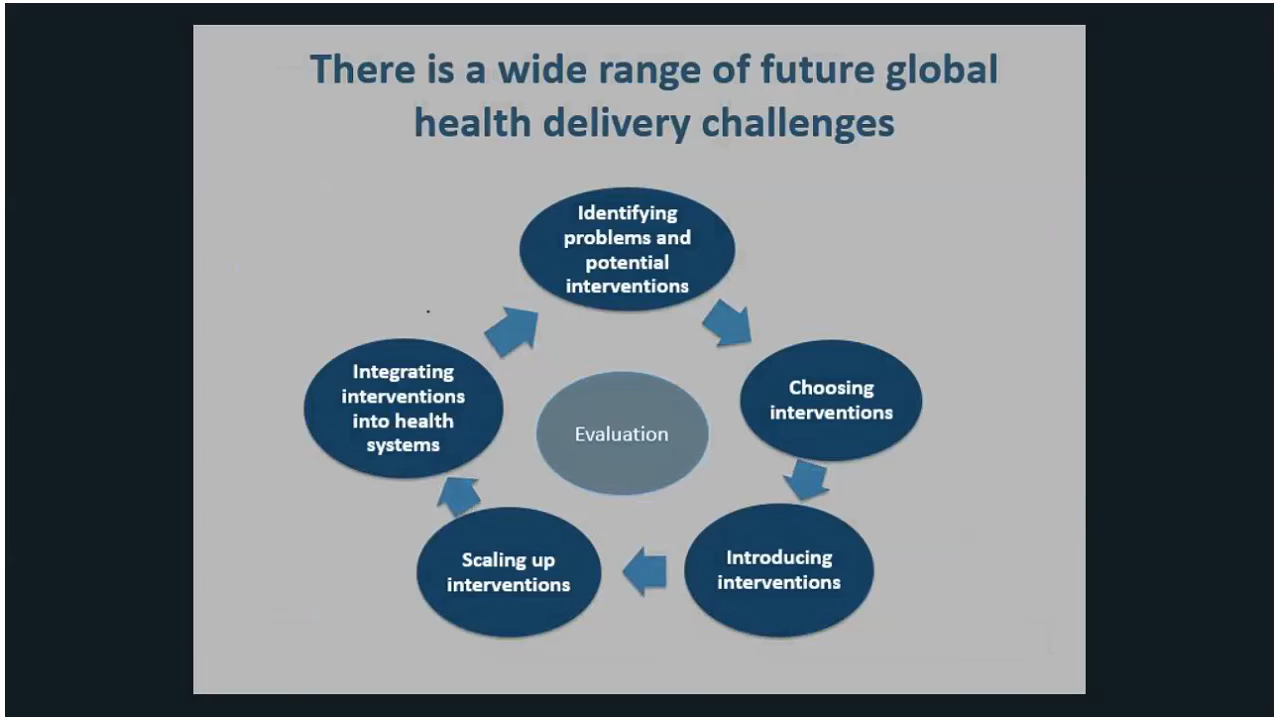 There is a wide range of future global
health delivery challenges
Identifying
problems and
potential
interventions
Choosing
interventions
Introducing
interventions
Scaling up
interventions
Integrating
interventions
into health
systems
Evaluation